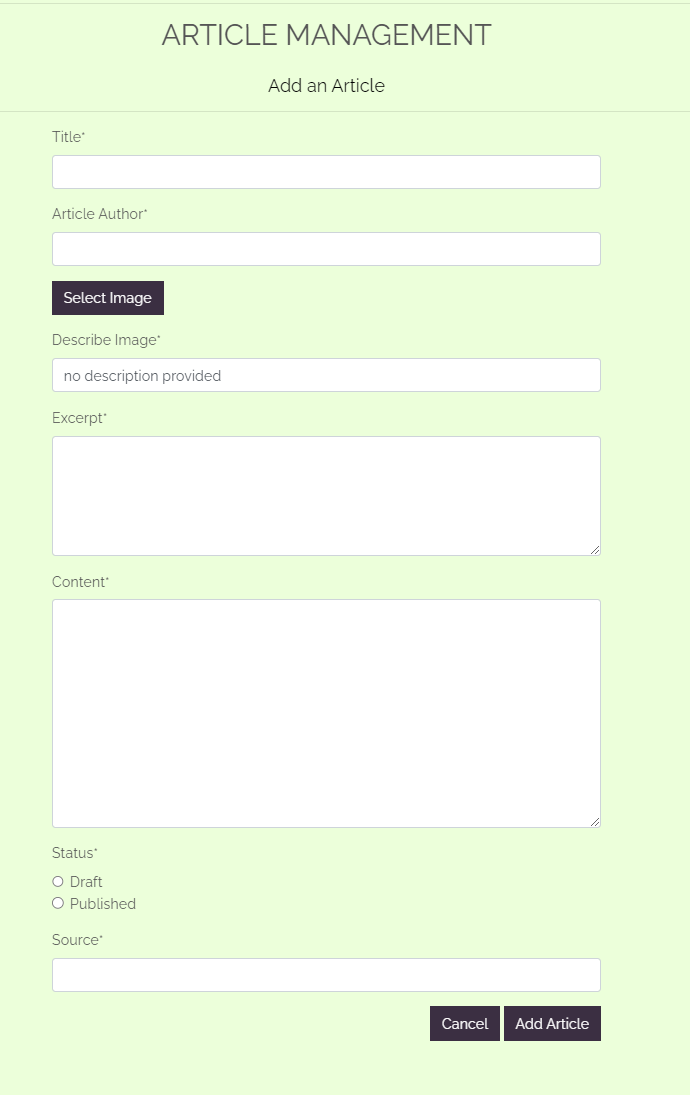 ARTICLE MANAGEMENT
Add an Article
Title*
Article Author*
Select Image
Describe Image*
no description provided
Excerpt*
Content*
Status*
Draft
Published
Source*
Cancel Add Article